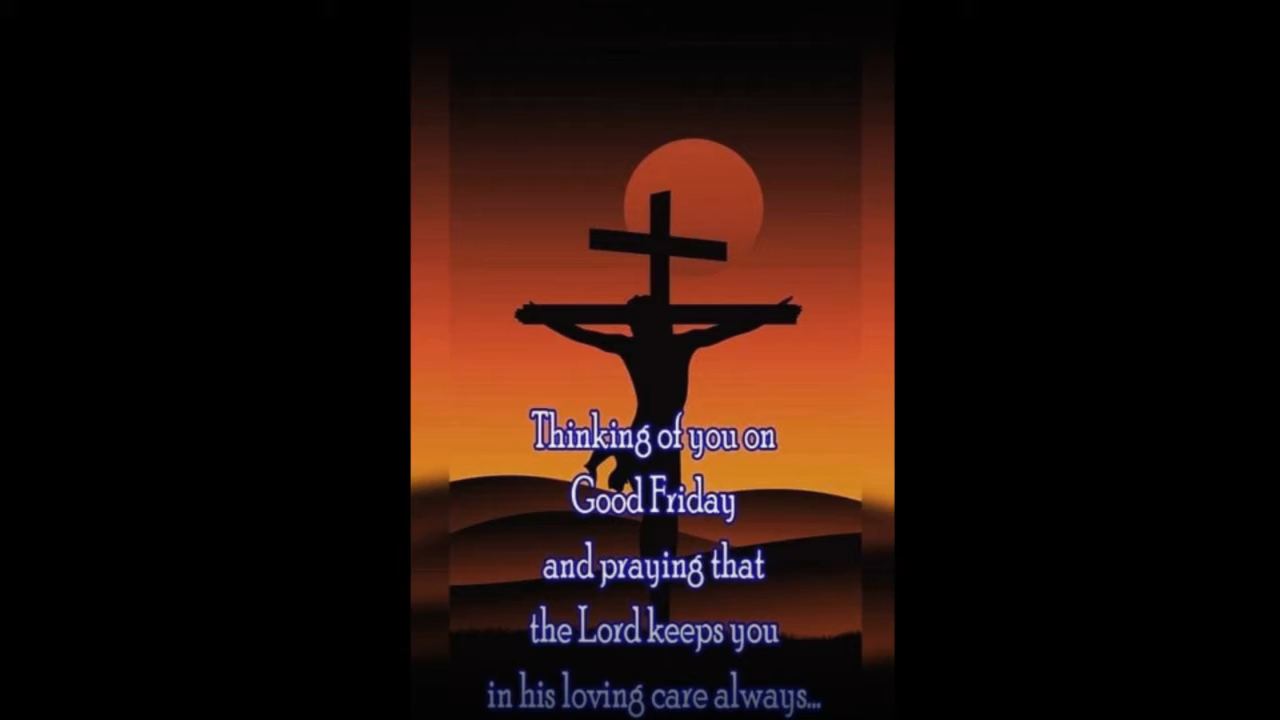 Thinking of you on
Good Friday
and praying that
the Lord keeps you
in his loving care always...